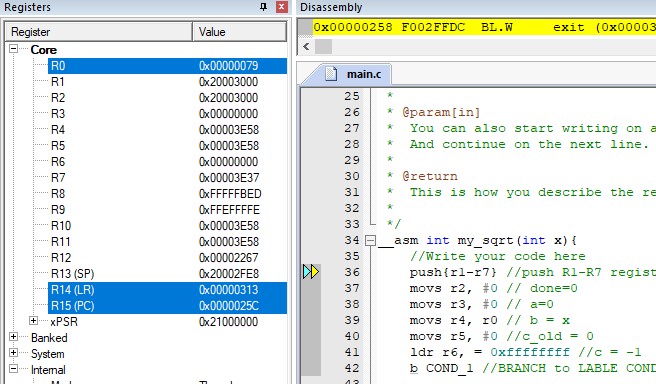 Registers
Register Value
Core
R0 0x00000079
R1 0x20003000
R2 0x20003000
R3 0x00000000
R4 0x00003E58
R5 0x00003E58
R6 0x00000000
R7 0x00003E37
R8 0xFFFFFBED
R9 0xFFEFFFFE
R10 0x00003E58
R11 0x00003E58
R12 0x00002267
R13 (SP) 0x20002FE8
R14 (LR) 0x00000313
R15 (PC) 0x0000025C
xPSR 0x21000000
Banked
System
Internal
Disassembly
0x00000258 F002FFDC BL.W exit (0x00003
main.c
25 *
26 * @param[in]
27 * You can also start writing on a
28 * And continue on the next line.
29 *
30 * @return
31 * This is how you describe the re
32 *
33 */
34 __asm int my_sqrt(int x){
35 //Write your code here
36 push{r1-r7} //push R1-R7 regist
37 movs r2, #0 // done=0
38 movs r3, #0 // a=0
39 movs r4, r0 // b = x
40 movs r5, #0 //c_old = 0
41 ldr r6, = 0xffffffff //c = -1
42 b COND_1 //BRANCH to LABLE COND